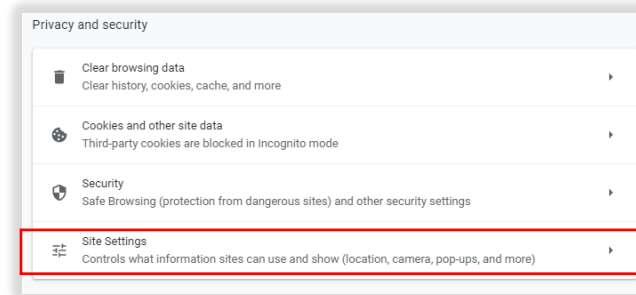 Privacy and security
Clear browsing data
Clear history, cookies, cache, and more
Cookies and other site data
Third-party cookies are blocked in Incognito mode
Security
Safe Browsing (protection from dangerous sites) and other security settings
Site Settings
Controls what information sites can use and show (location, camera, pop-ups, and more)